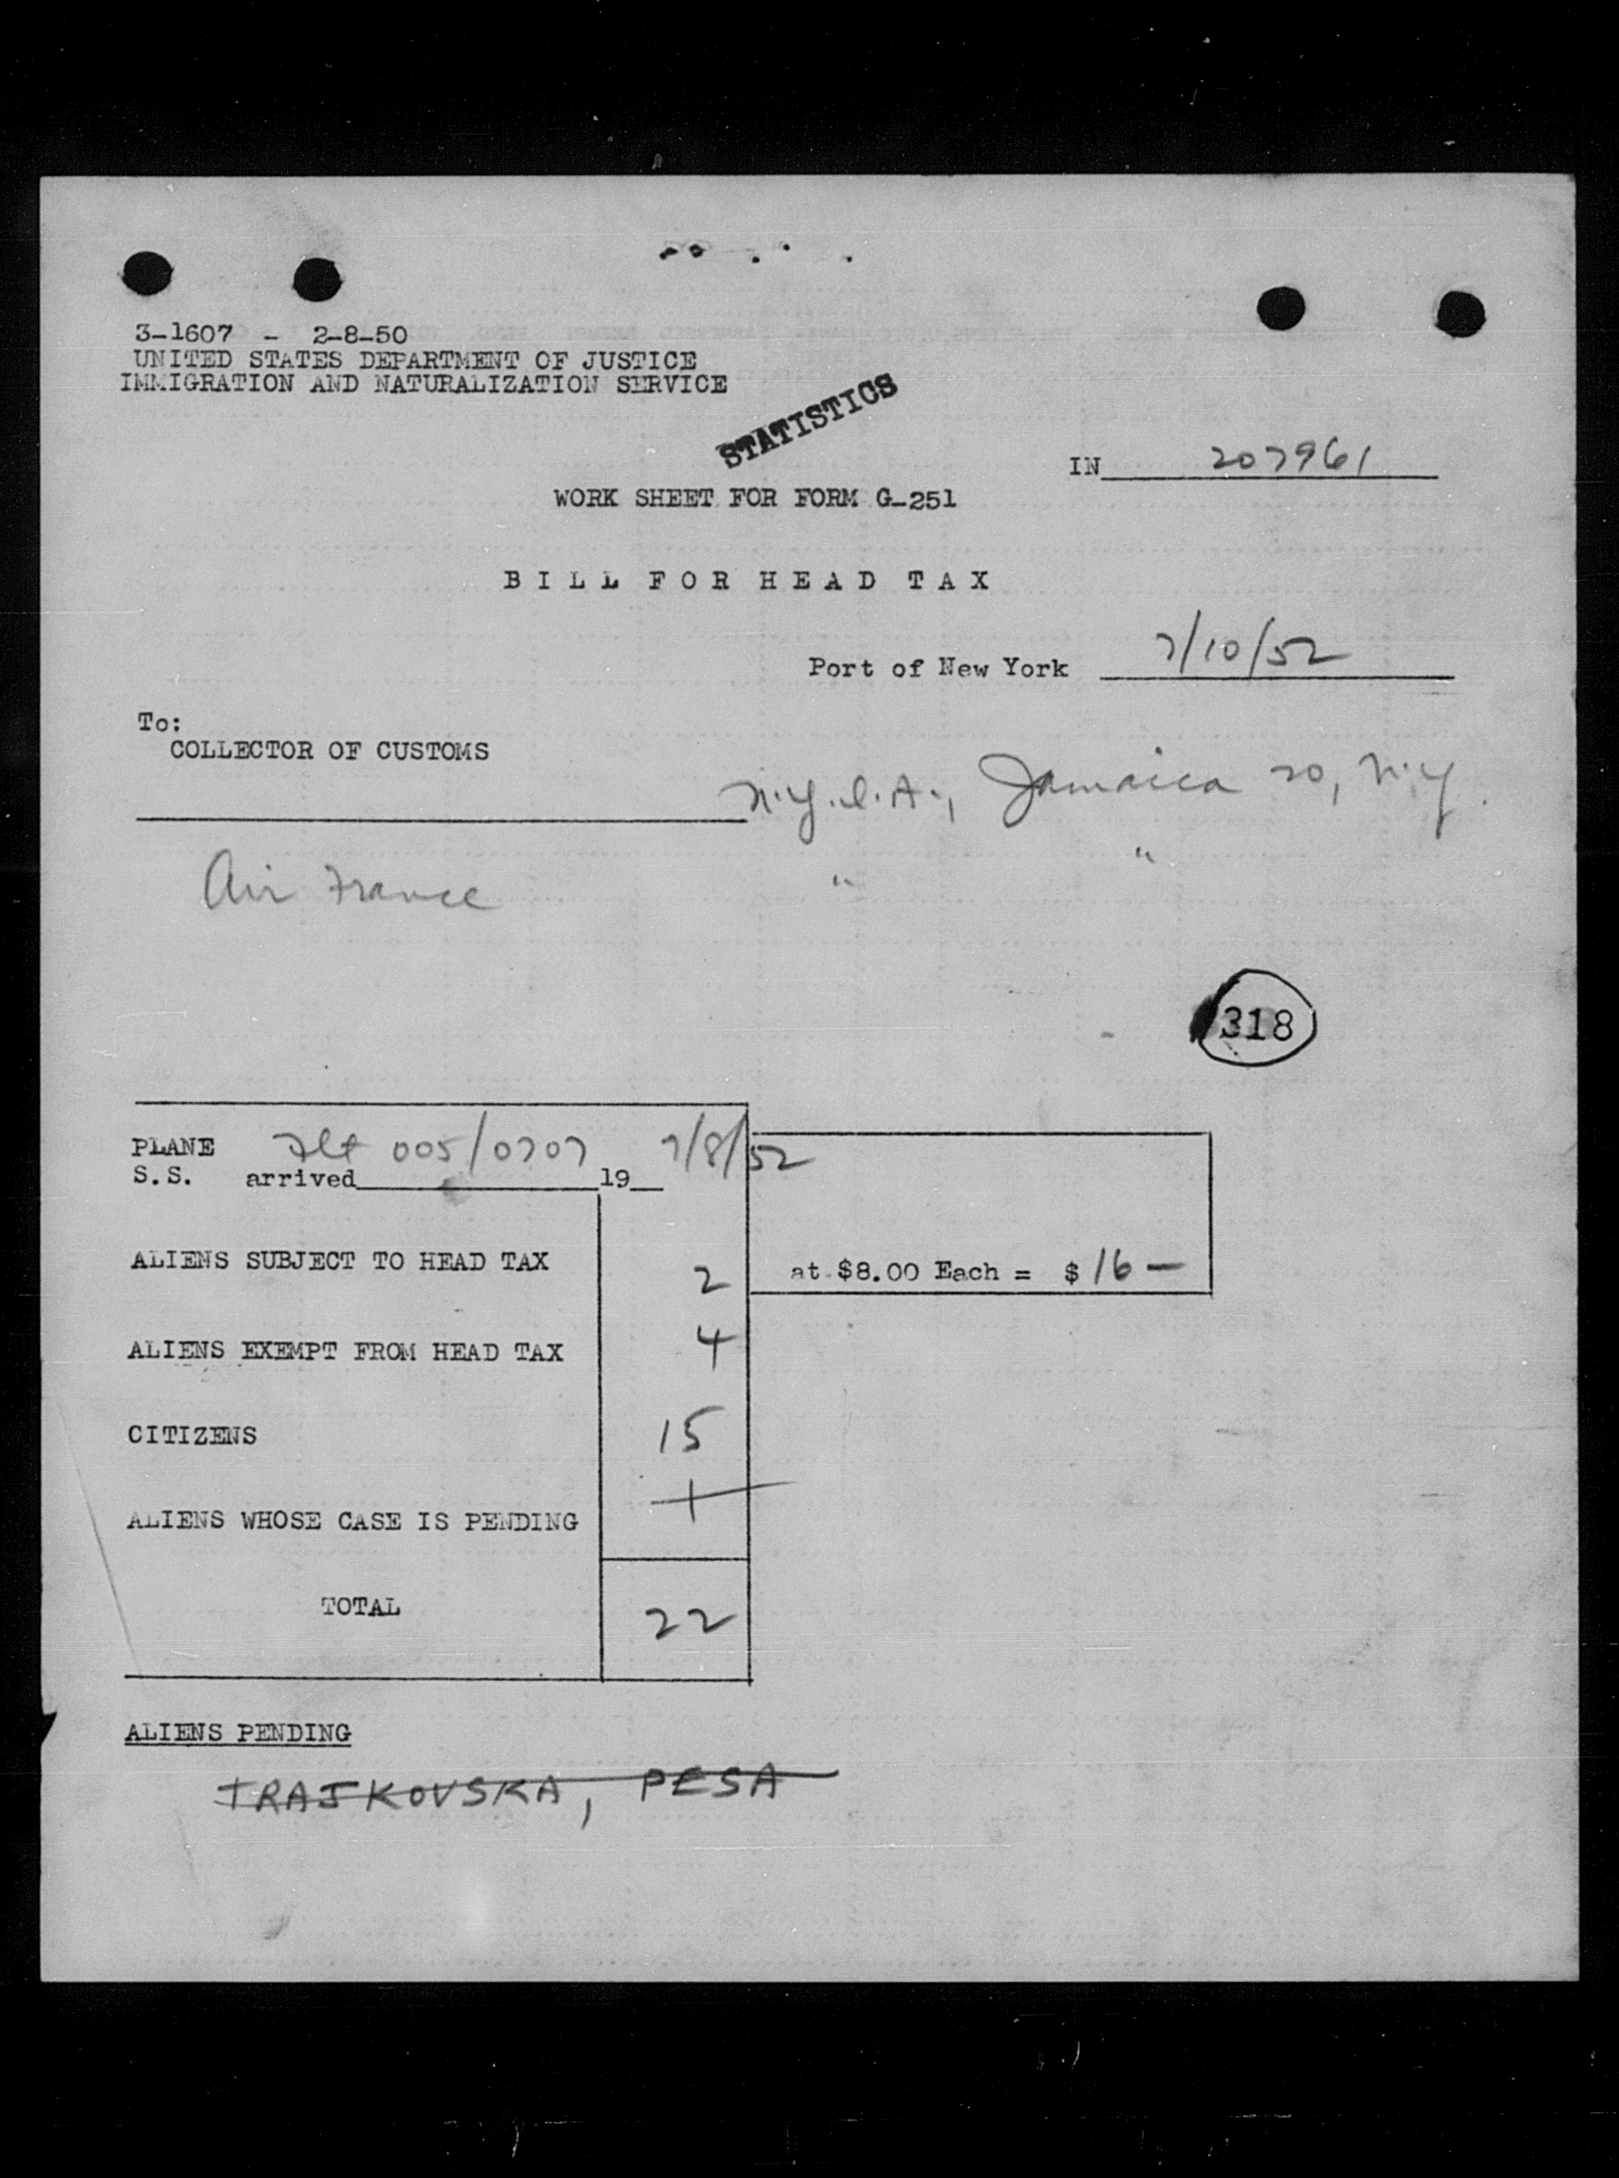 3-1607 - 2-8-50
UNITED STATES DEPARTMENT OF JUSTICE
IMMIGRATION AND NATURALIZATION SERVICE
STATISTICS
IN 207961
WORK SHEET FOR FORM G-251
BILL FOR HEAD TAX
Port of New York 7/10/52
To:
COLLECTOR OF CUSTOMS
N.Y.I.A., Jamaica 20, N.Y.
Air France " "
318
PLANE Flt 005/0707 7/8/52
S.S. arrived 19
ALIENS SUBJECT TO HEAD TAX 2 at $8.00 Each = $ 16 —
ALIENS EXEMPT FROM HEAD TAX 4
CITIZENS 15
ALIENS WHOSE CASE IS PENDING 1
TOTAL 22
ALIENS PENDING
TRAJKOVSKA, PESA